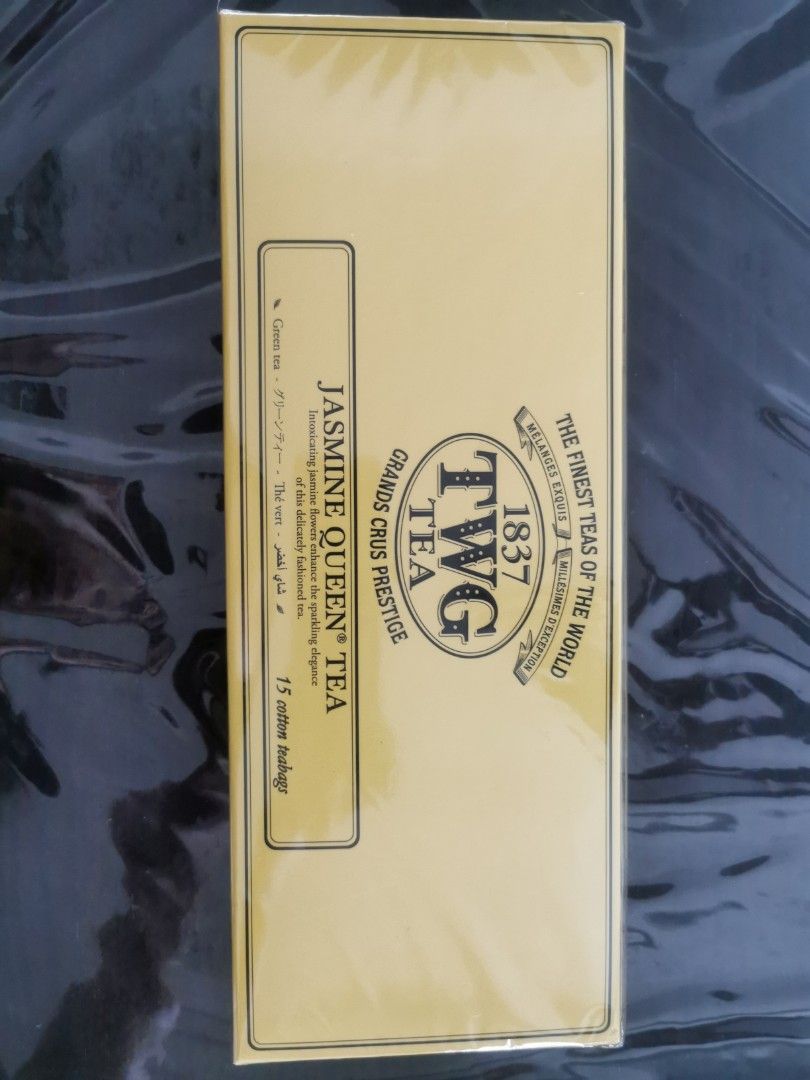 THE FINEST TEAS OF THE WORLD
MÉLANGES EXQUIS
MILLÉSIMES D'EXCEPTION
1837
TWG
TEA
GRANDS CRUS PRESTIGE
JASMINE QUEEN® TEA
Intoxicating jasmine flowers enhance the sparkling elegance
of this delicately fashioned tea.
Green tea - グリーンティー - Thé vert - شاي أخضر
15 cotton teabags